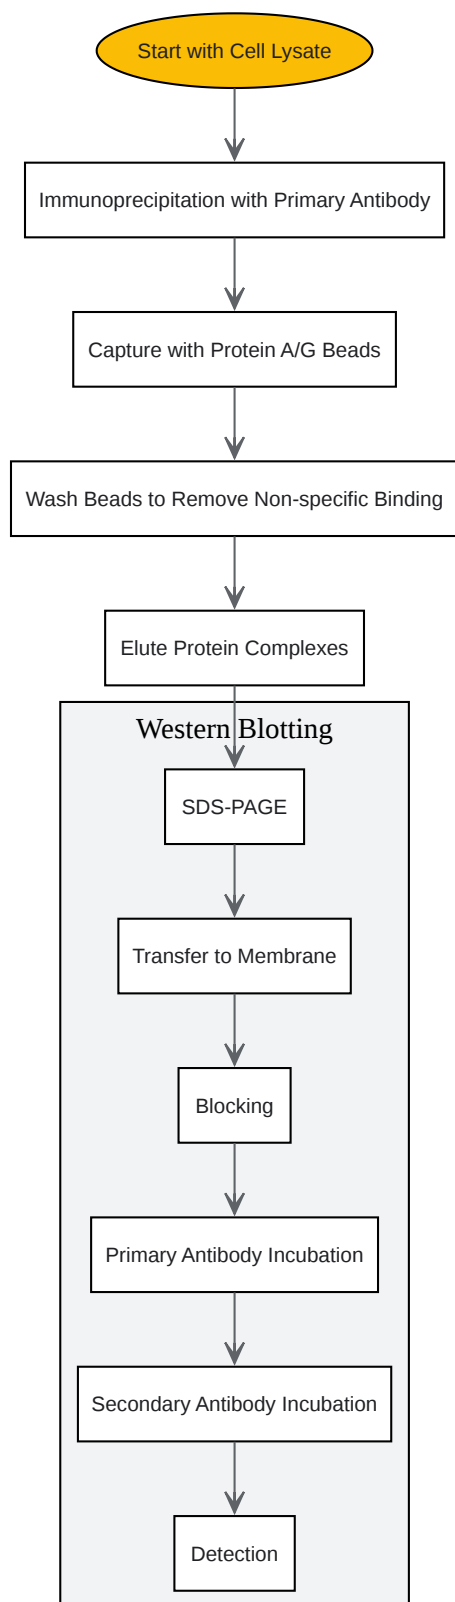 Start with Cell Lysate
Immunoprecipitation with Primary Antibody
Capture with Protein A/G Beads
Wash Beads to Remove Non-specific Binding
Elute Protein Complexes
Western Blotting
SDS-PAGE
Transfer to Membrane
Blocking
Primary Antibody Incubation
Secondary Antibody Incubation
Detection